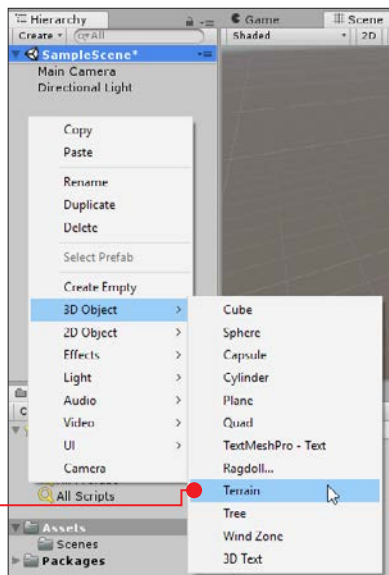 Hierarchy
Create
All
Game
Scene
Shaded
2D
SampleScene*
Main Camera
Directional Light
Copy
Paste
Rename
Duplicate
Delete
Select Prefab
Create Empty
3D Object
2D Object
Effects
Light
Audio
Video
UI
Camera
Cube
Sphere
Capsule
Cylinder
Plane
Quad
TextMeshPro - Text
Ragdoll...
Terrain
Tree
Wind Zone
3D Text
All Scripts
Assets
Scenes
Packages